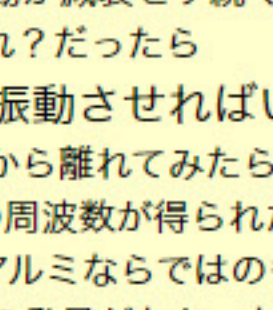 れ？だったら
振動させればい
から離れてみたら
周波数が得られた
アルミならではの